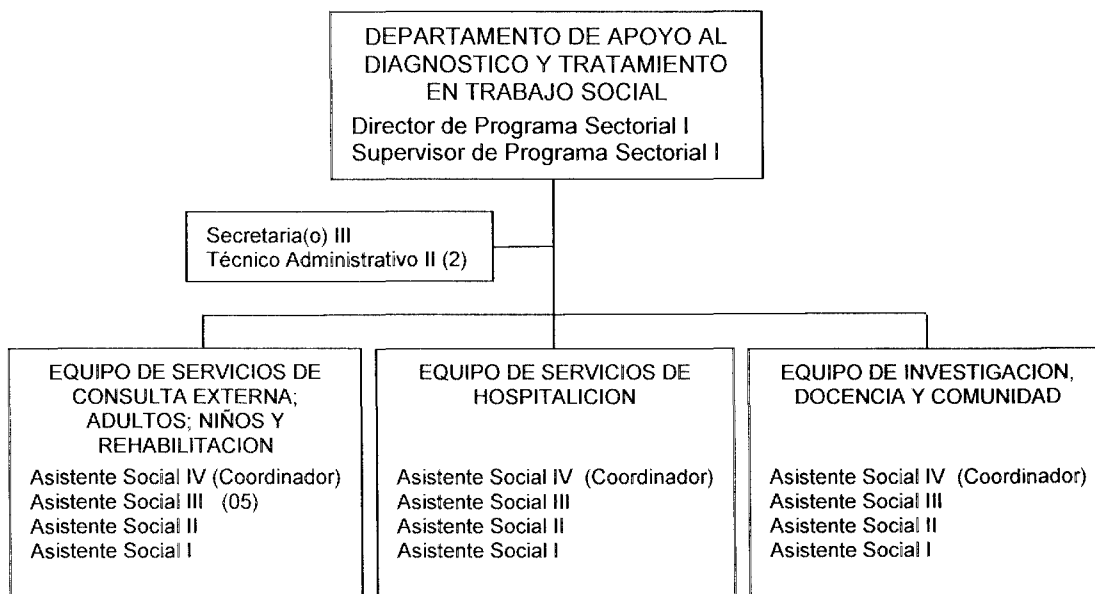 DEPARTAMENTO DE APOYO AL
DIAGNOSTICO Y TRATAMIENTO
EN TRABAJO SOCIAL
Director de Programa Sectorial I
Supervisor de Programa Sectorial I
Secretaria(o) III
Técnico Administrativo II (2)
EQUIPO DE SERVICIOS DE
CONSULTA EXTERNA;
ADULTOS; NIÑOS Y
REHABILITACION
Asistente Social IV (Coordinador)
Asistente Social III (05)
Asistente Social II
Asistente Social I
EQUIPO DE SERVICIOS DE
HOSPITALICION
Asistente Social IV (Coordinador)
Asistente Social III
Asistente Social II
Asistente Social I
EQUIPO DE INVESTIGACION,
DOCENCIA Y COMUNIDAD
Asistente Social IV (Coordinador)
Asistente Social III
Asistente Social II
Asistente Social I